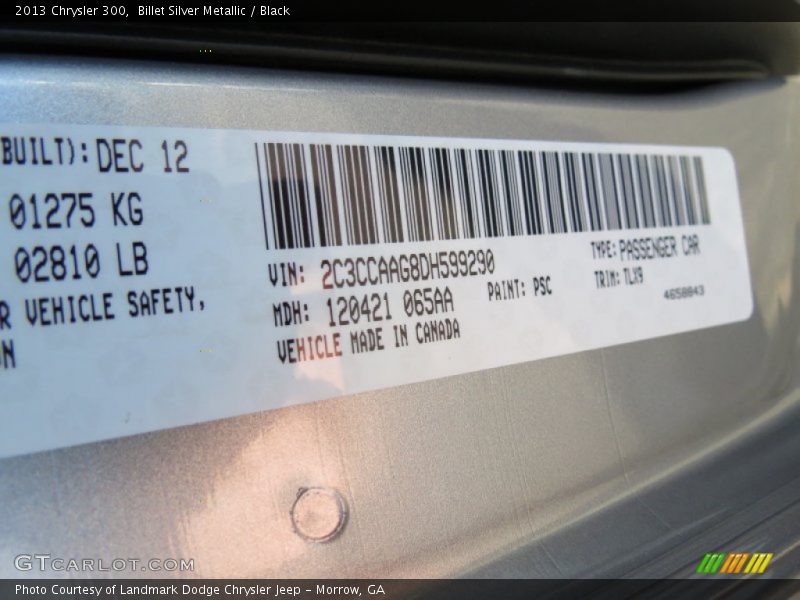 2013 Chrysler 300,  Billet Silver Metallic / Black
BUILT): DEC 12
01275 KG
02810 LB
R VEHICLE SAFETY,
ON
VIN: 2C3CCAAG8DH599290
TYPE: PASSENGER CAR
MDH: 120421 065AA
PAINT: PSC
TRIM: TLX9
VEHICLE MADE IN CANADA
4658843
GTCARLOT.COM
Photo Courtesy of Landmark Dodge Chrysler Jeep - Morrow, GA